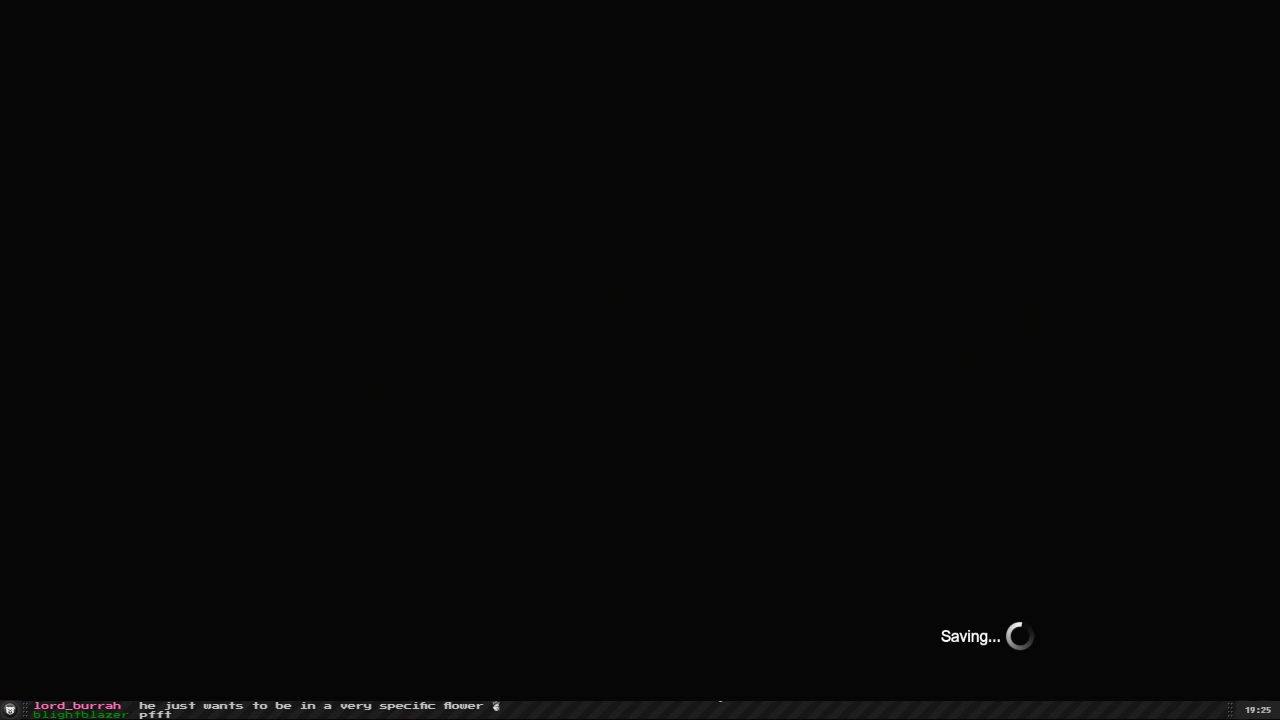 Saving...
lord_burrah he just wants to be in a very specific flower
blightblazer pfft
19:25